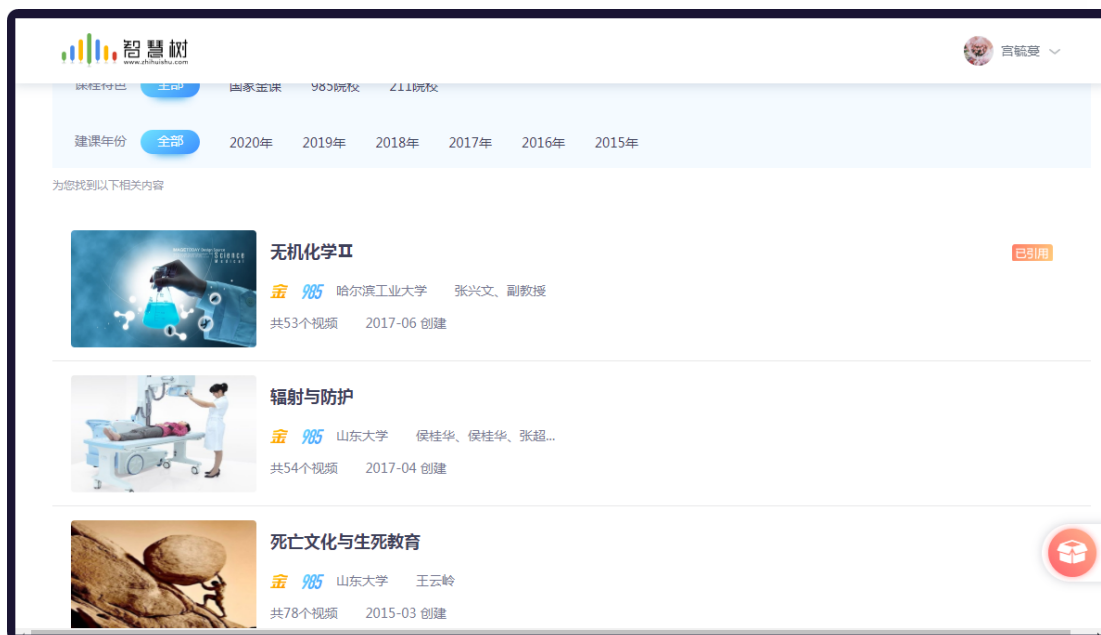 智慧树
www.zhihuishu.com
宫毓蔓
课程特色 全部 国家金课 985院校 211院校
建课年份 全部 2020年 2019年 2018年 2017年 2016年 2015年
为您找到以下相关内容
无机化学Ⅱ 已引用
金 985 哈尔滨工业大学 张兴文、副教授
共53个视频 2017-06 创建
辐射与防护
金 985 山东大学 侯桂华、侯桂华、张超...
共54个视频 2017-04 创建
死亡文化与生死教育
金 985 山东大学 王云岭
共78个视频 2015-03 创建